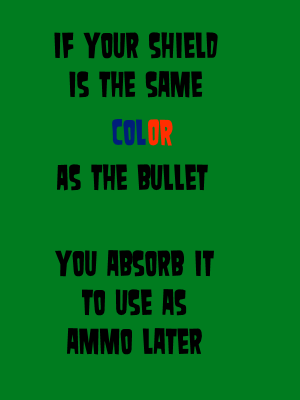 IF YOUR SHIELD
IS THE SAME
COLOR
AS THE BULLET
YOU ABSORB IT
TO USE AS
AMMO LATER